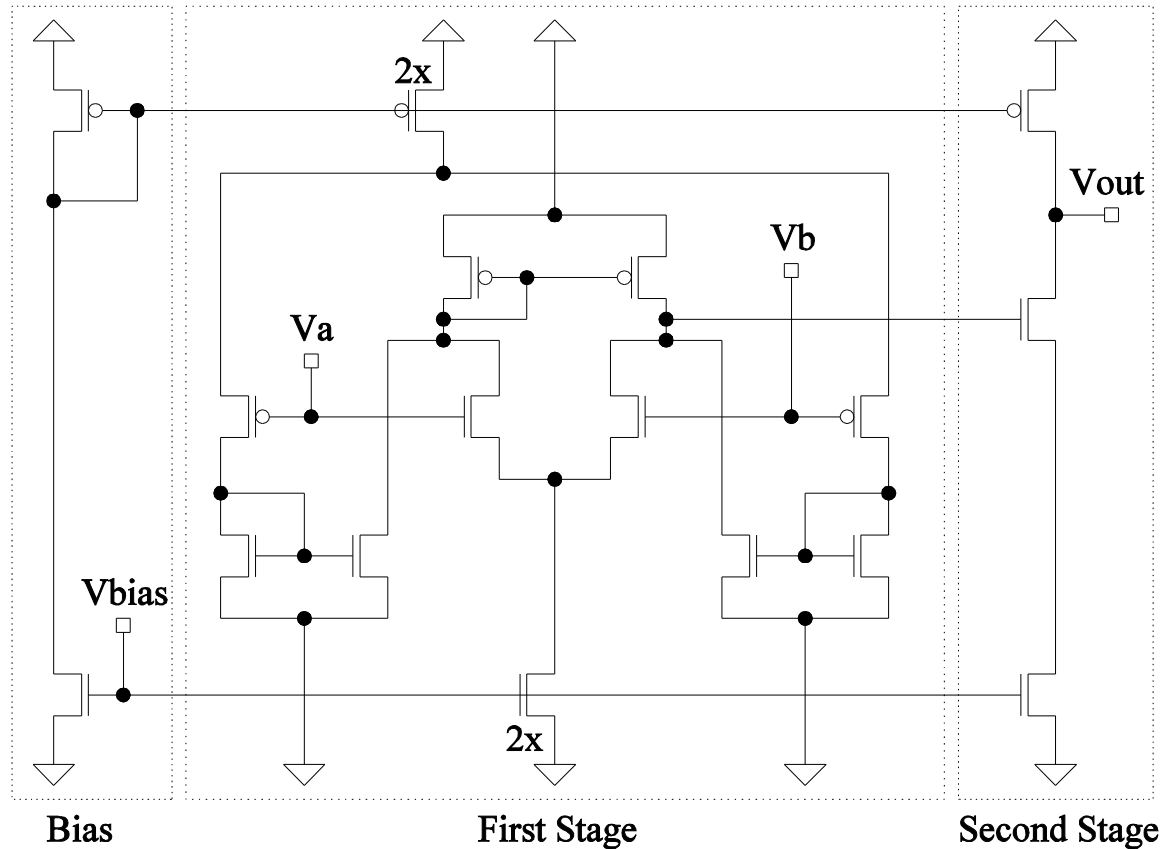 2x
Vout
Vb
Va
Vbias
2x
Bias
First Stage
Second Stage